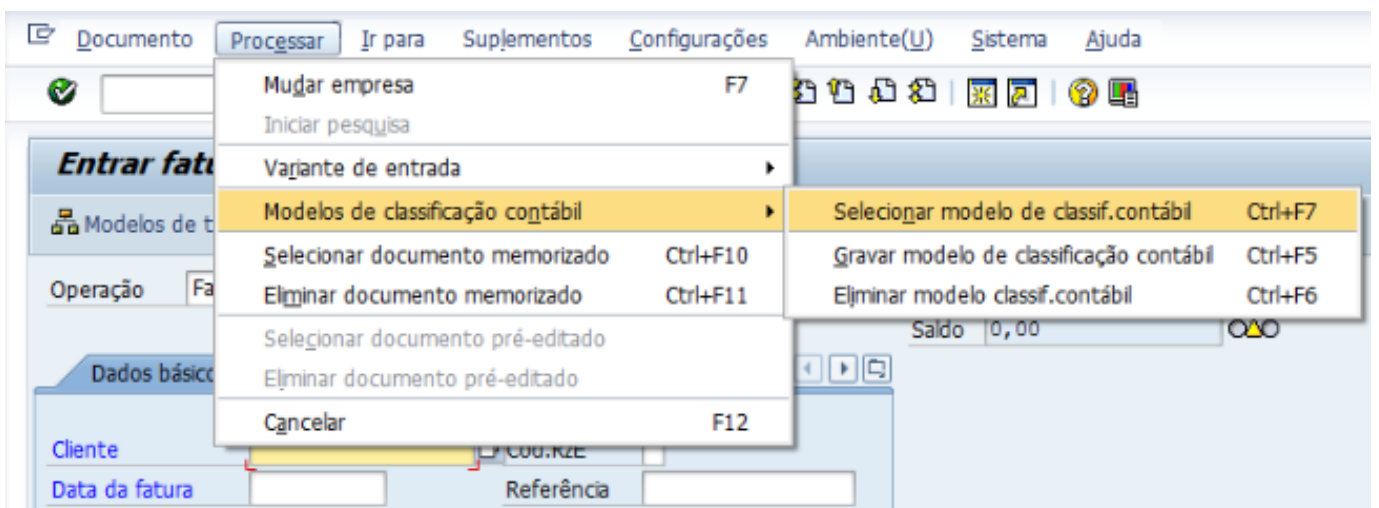 Documento Processar Ir para Suplementos Configurações Ambiente(U) Sistema Ajuda
Mudar empresa F7
Iniciar pesquisa
Entrar fatu
Variante de entrada
Modelos de t
Modelos de classificação contábil
Selecionar modelo de classif.contábil Ctrl+F7
Selecionar documento memorizado Ctrl+F10
Gravar modelo de classificação contábil Ctrl+F5
Operação Fa
Eliminar documento memorizado Ctrl+F11
Eliminar modelo classif.contábil Ctrl+F6
Selecionar documento pré-editado
Saldo 0,00
Dados básico
Eliminar documento pré-editado
Cancelar F12
Cliente
Cód.RzE
Data da fatura
Referência